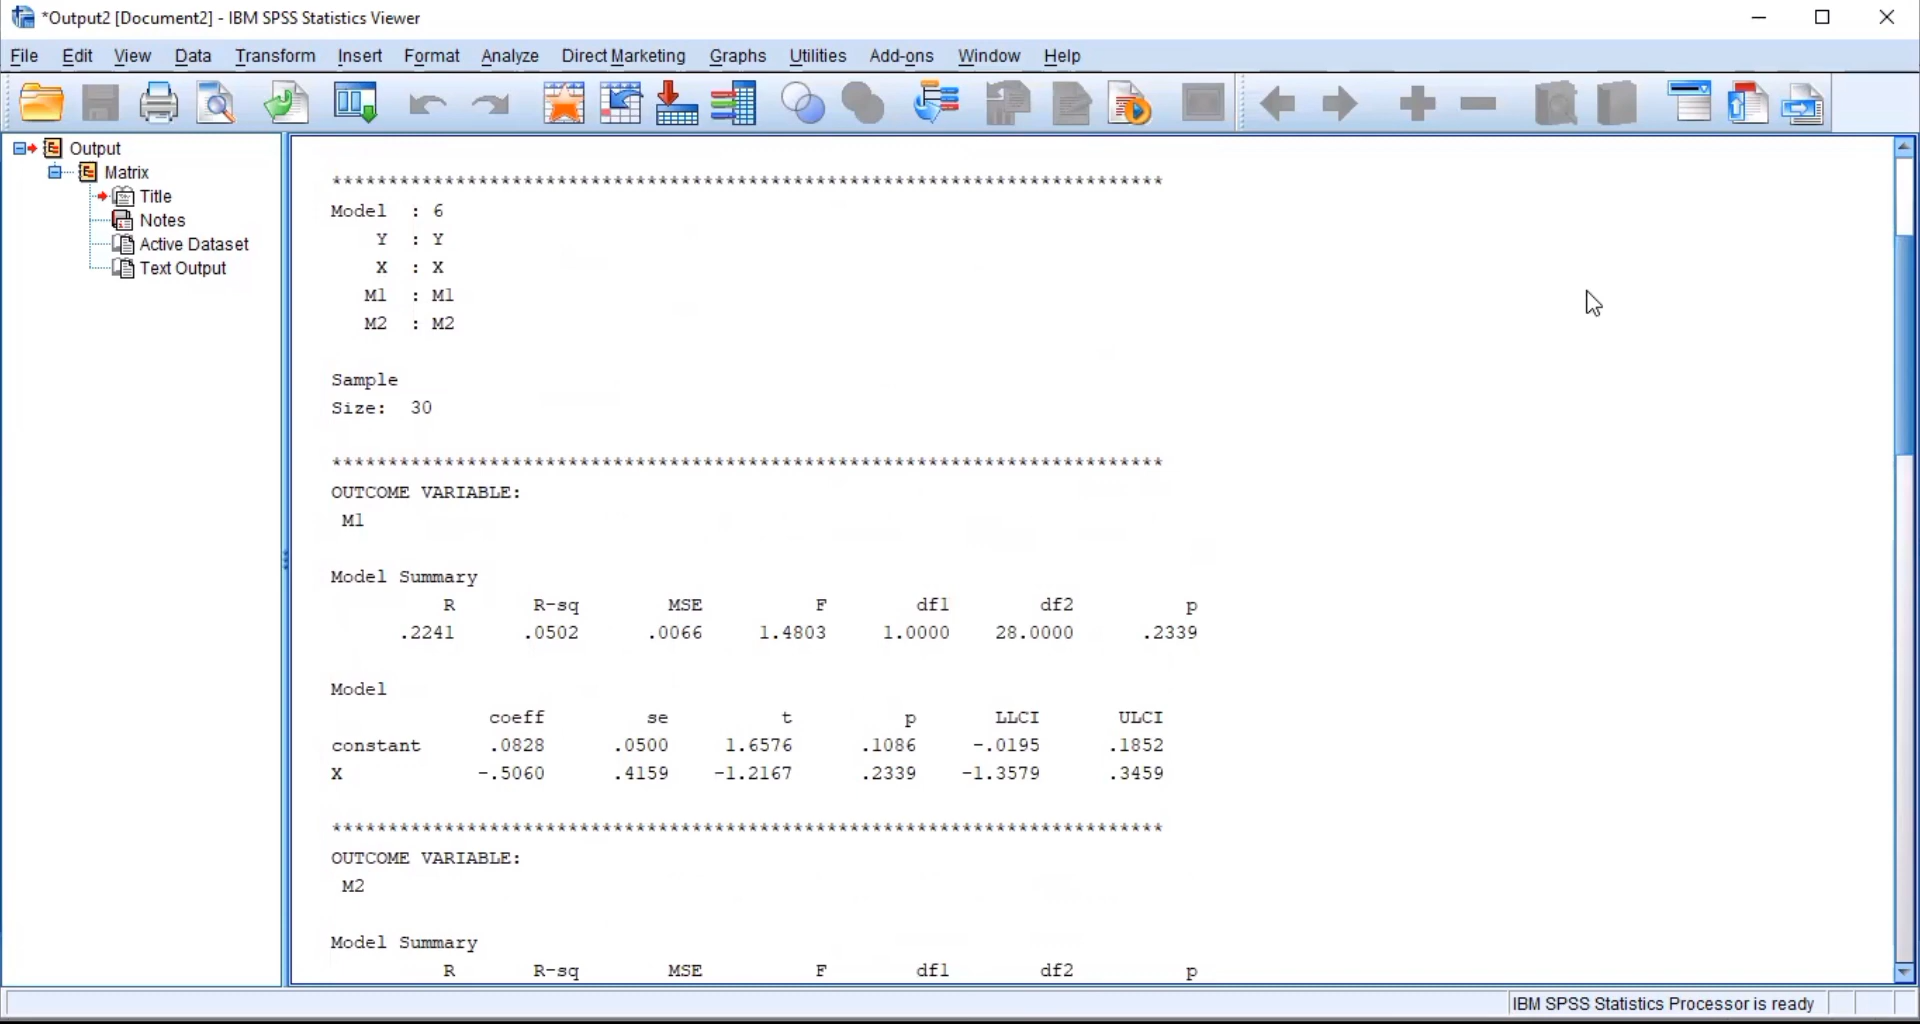 *Output2 [Document2] - IBM SPSS Statistics Viewer
File Edit View Data Transform Insert Format Analyze Direct Marketing Graphs Utilities Add-ons Window Help
Output
Matrix
Title
Notes
Active Dataset
Text Output
**************************************************************************
Model : 6
Y : Y
X : X
M1 : M1
M2 : M2
Sample
Size: 30
**************************************************************************
OUTCOME VARIABLE:
M1
Model Summary
R R-sq MSE F df1 df2 p
.2241 .0502 .0066 1.4803 1.0000 28.0000 .2339
Model
coeff se t p LLCI ULCI
constant .0828 .0500 1.6576 .1086 -.0195 .1852
X -.5060 .4159 -1.2167 .2339 -1.3579 .3459
**************************************************************************
OUTCOME VARIABLE:
M2
Model Summary
R R-sq MSE F df1 df2 p
IBM SPSS Statistics Processor is ready